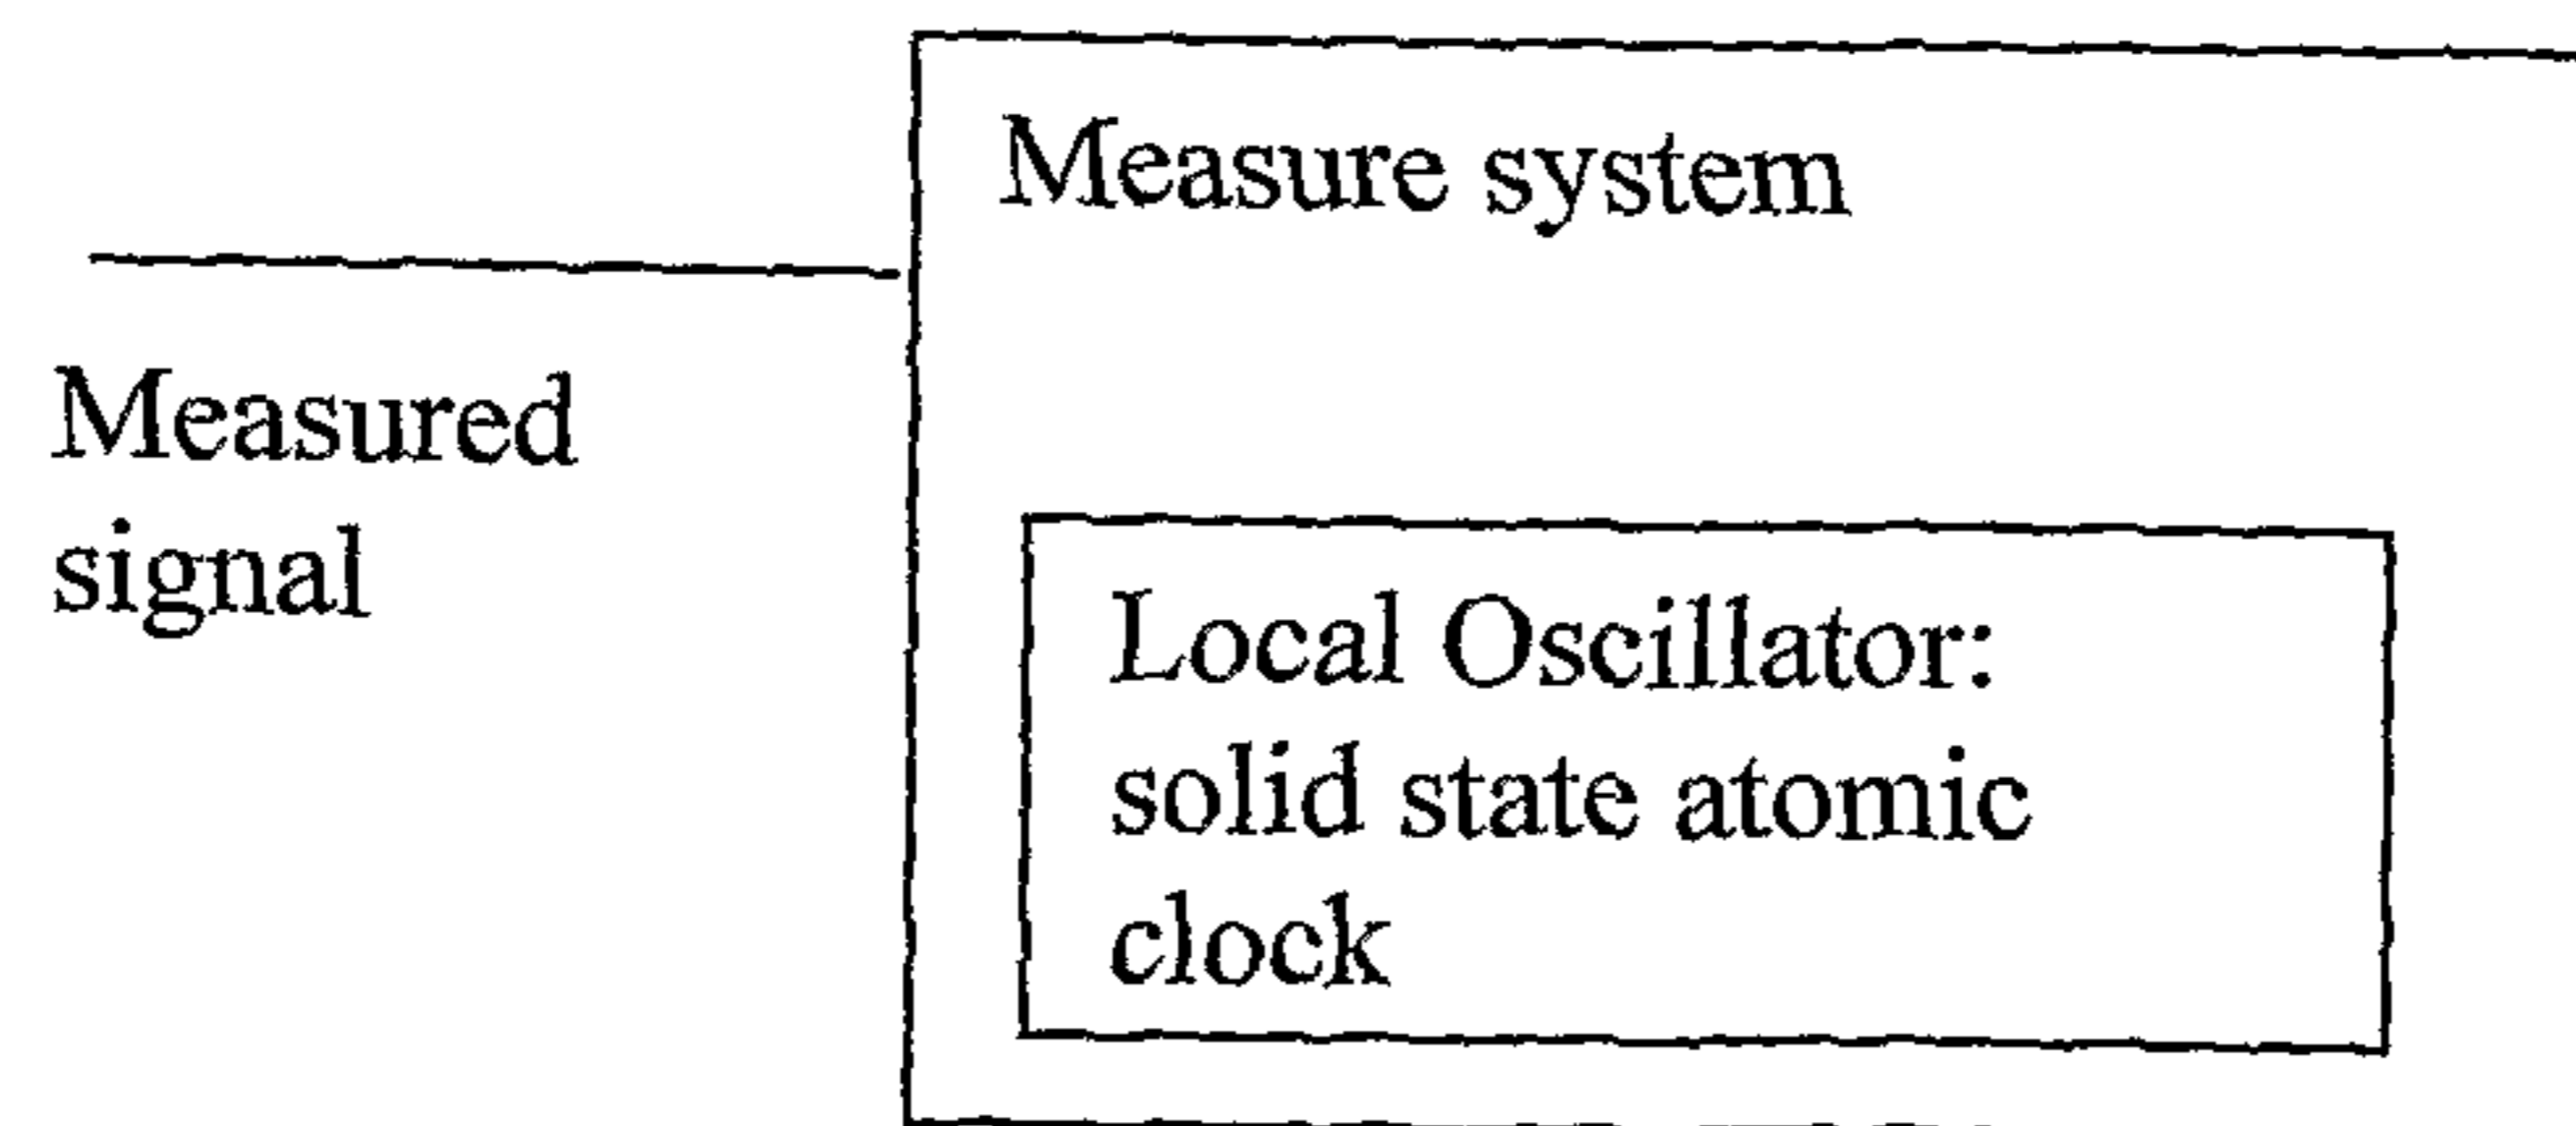 Measure system
Measured
signal
Local Oscillator:
solid state atomic
clock